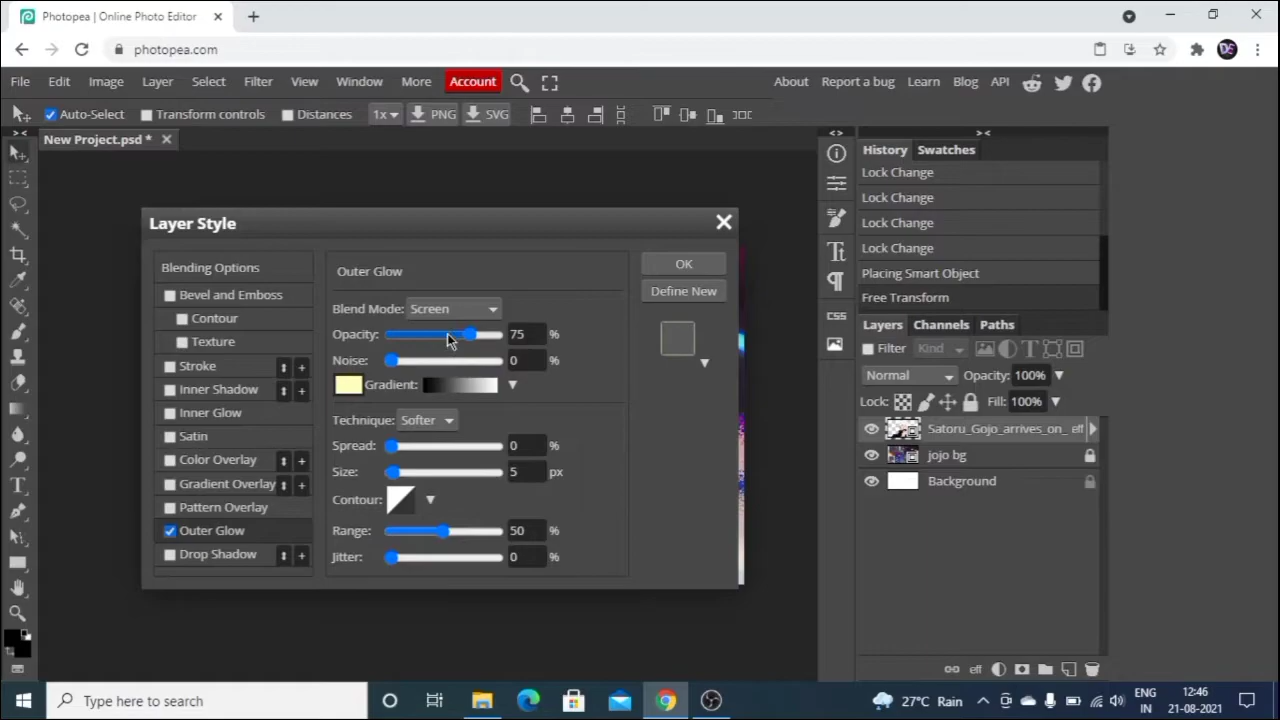 Photopea | Online Photo Editor
photopea.com
File Edit Image Layer Select Filter View Window More Account About Report a bug Learn Blog API
Auto-Select Transform controls Distances 1x PNG SVG
New Project.psd *
History Swatches
Lock Change
Lock Change
Lock Change
Lock Change
Placing Smart Object
Free Transform
Layers Channels Paths
Filter Kind
Normal Opacity: 100%
Lock: Fill: 100%
Satoru_Gojo_arrives_on_ eff
jojo bg
Background
eff
CSS
Layer Style
Blending Options
Bevel and Emboss
Contour
Texture
Stroke
Inner Shadow
Inner Glow
Satin
Color Overlay
Gradient Overlay
Pattern Overlay
Outer Glow
Drop Shadow
Outer Glow
Blend Mode: Screen
Opacity: 75 %
Noise: 0 %
Gradient:
Technique: Softer
Spread: 0 %
Size: 5 px
Contour:
Range: 50 %
Jitter: 0 %
OK
Define New
Type here to search
27°C Rain
ENG
IN
12:46
21-08-2021